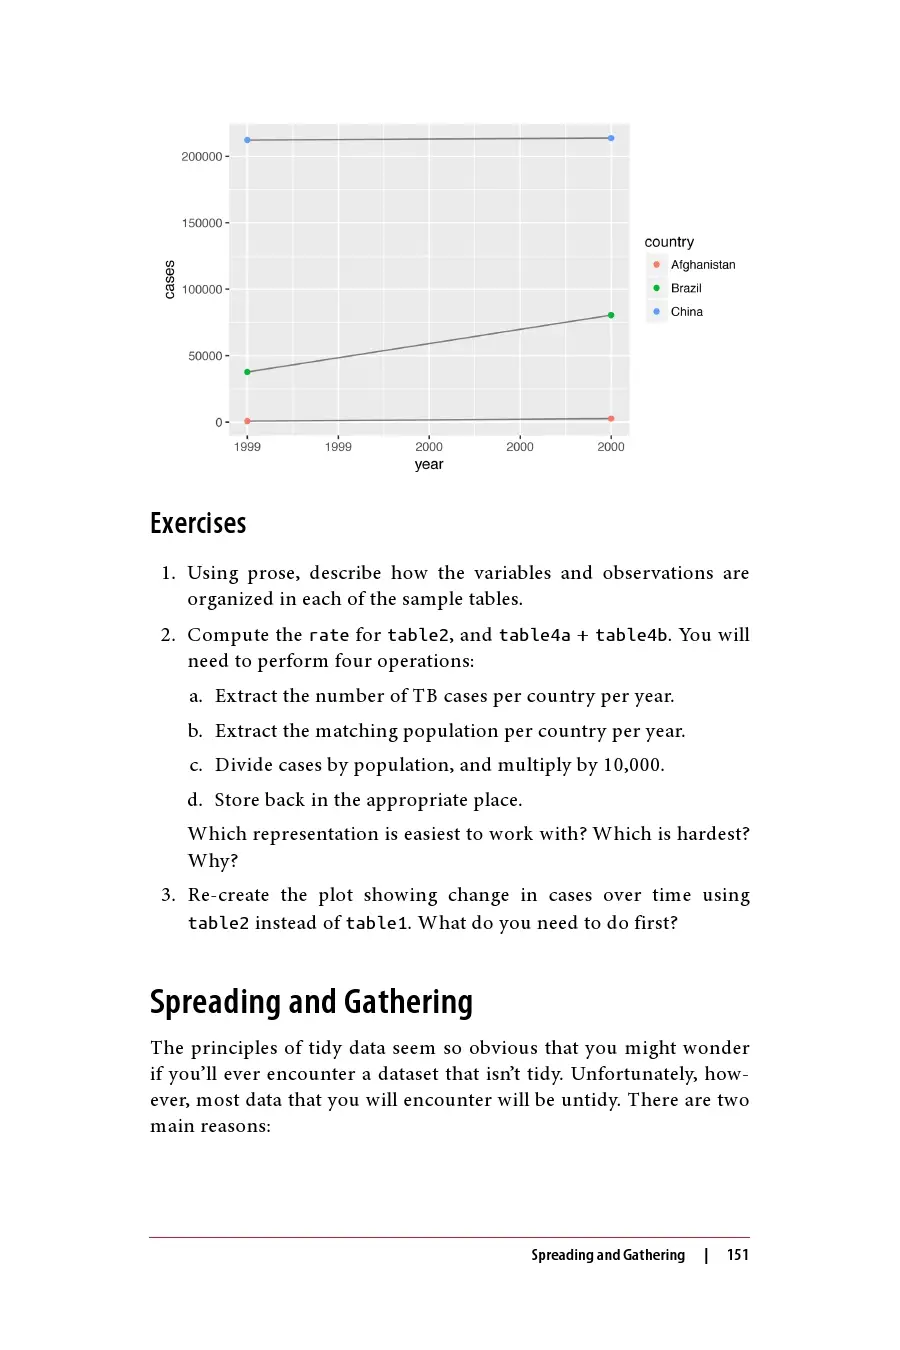 200000
150000
100000
50000
0
cases
1999
1999
2000
2000
2000
year
country
Afghanistan
Brazil
China
Exercises
1. Using prose, describe how the variables and observations are
organized in each of the sample tables.
2. Compute the rate for table2, and table4a + table4b. You will
need to perform four operations:
a. Extract the number of TB cases per country per year.
b. Extract the matching population per country per year.
c. Divide cases by population, and multiply by 10,000.
d. Store back in the appropriate place.
Which representation is easiest to work with? Which is hardest?
Why?
3. Re-create the plot showing change in cases over time using
table2 instead of table1. What do you need to do first?
Spreading and Gathering
The principles of tidy data seem so obvious that you might wonder
if you’ll ever encounter a dataset that isn’t tidy. Unfortunately, how-
ever, most data that you will encounter will be untidy. There are two
main reasons:
Spreading and Gathering | 151